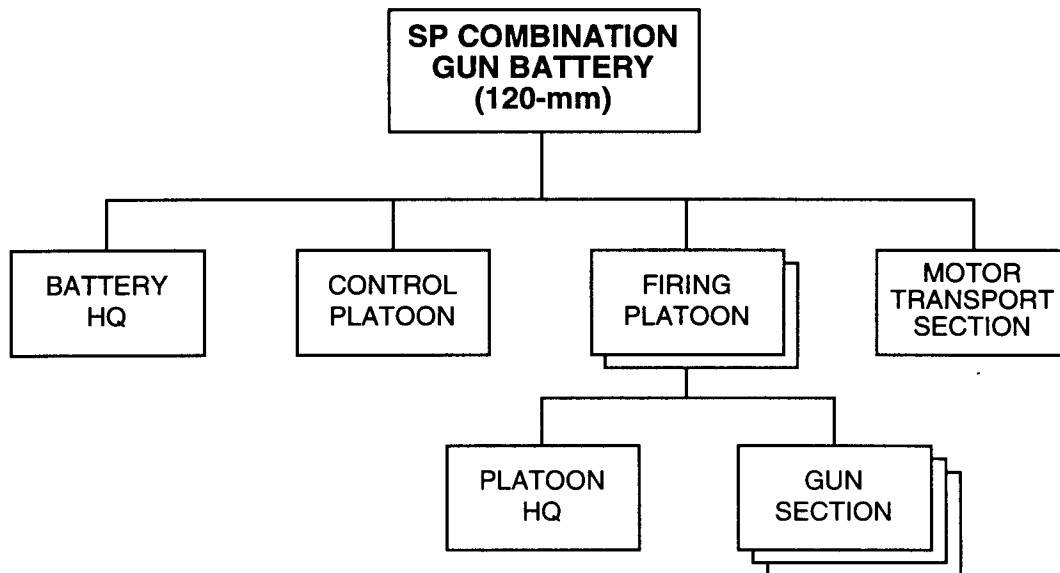 SP COMBINATION
GUN BATTERY
(120-mm)
BATTERY
HQ
CONTROL
PLATOON
FIRING
PLATOON
MOTOR
TRANSPORT
SECTION
PLATOON
HQ
GUN
SECTION